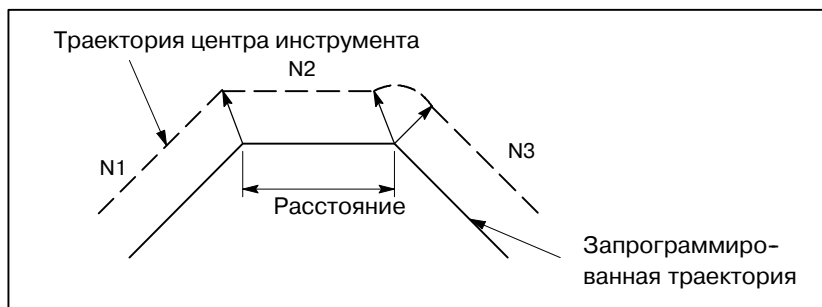 Траектория центра инструмента
N2
N1
N3
Расстояние
Запрограммиро-
ванная траектория